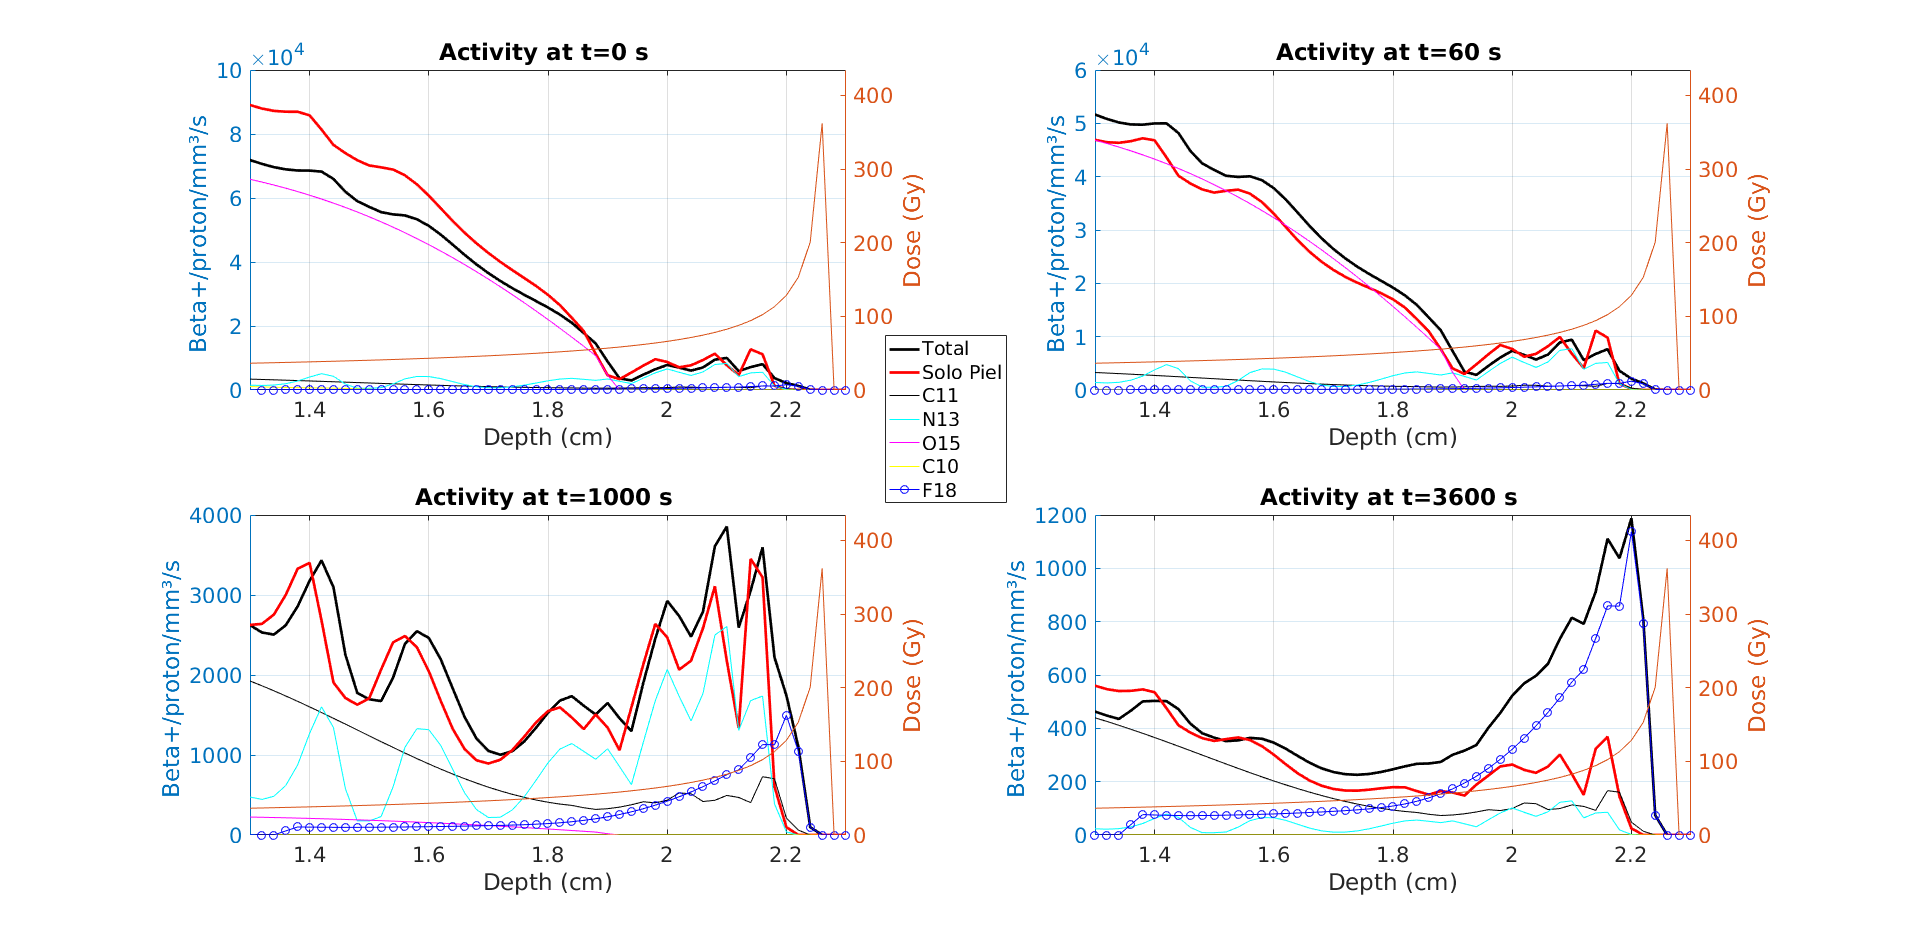 Activity at t=0 s
×10⁴
Beta+/proton/mm³/s
10
8
6
4
2
0
400
300
200
100
0
Dose (Gy)
1.4 1.6 1.8 2 2.2
Depth (cm)
Activity at t=60 s
×10⁴
Beta+/proton/mm³/s
6
5
4
3
2
1
0
400
300
200
100
0
Dose (Gy)
1.4 1.6 1.8 2 2.2
Depth (cm)
Total
Solo Piel
C11
N13
O15
C10
F18
Activity at t=1000 s
Beta+/proton/mm³/s
4000
3000
2000
1000
0
400
300
200
100
0
Dose (Gy)
1.4 1.6 1.8 2 2.2
Depth (cm)
Activity at t=3600 s
Beta+/proton/mm³/s
1200
1000
800
600
400
200
0
400
300
200
100
0
Dose (Gy)
1.4 1.6 1.8 2 2.2
Depth (cm)